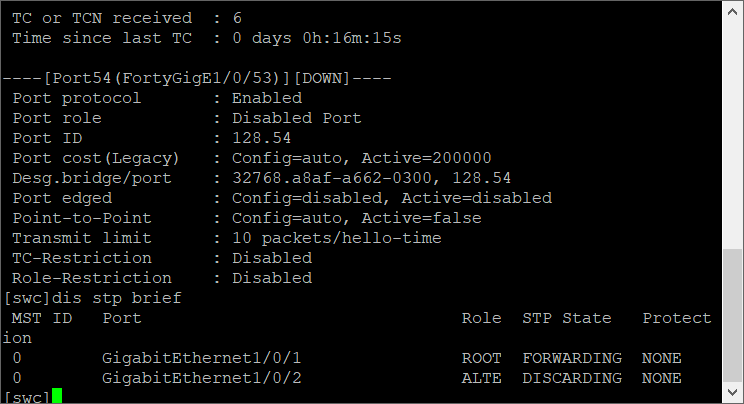 TC or TCN received  : 6
Time since last TC  : 0 days 0h:16m:15s
----[Port54(FortyGigE1/0/53)][DOWN]----
Port protocol       : Enabled
Port role           : Disabled Port
Port ID             : 128.54
Port cost(Legacy)   : Config=auto, Active=200000
Desg.bridge/port    : 32768.a8af-a662-0300, 128.54
Port edged          : Config=disabled, Active=disabled
Point-to-Point      : Config=auto, Active=false
Transmit limit      : 10 packets/hello-time
TC-Restriction      : Disabled
Role-Restriction    : Disabled
[swc]dis stp brief
MST ID   Port                                Role  STP State   Protect
ion
0        GigabitEthernet1/0/1                ROOT  FORWARDING  NONE
0        GigabitEthernet1/0/2                ALTE  DISCARDING  NONE
[swc]